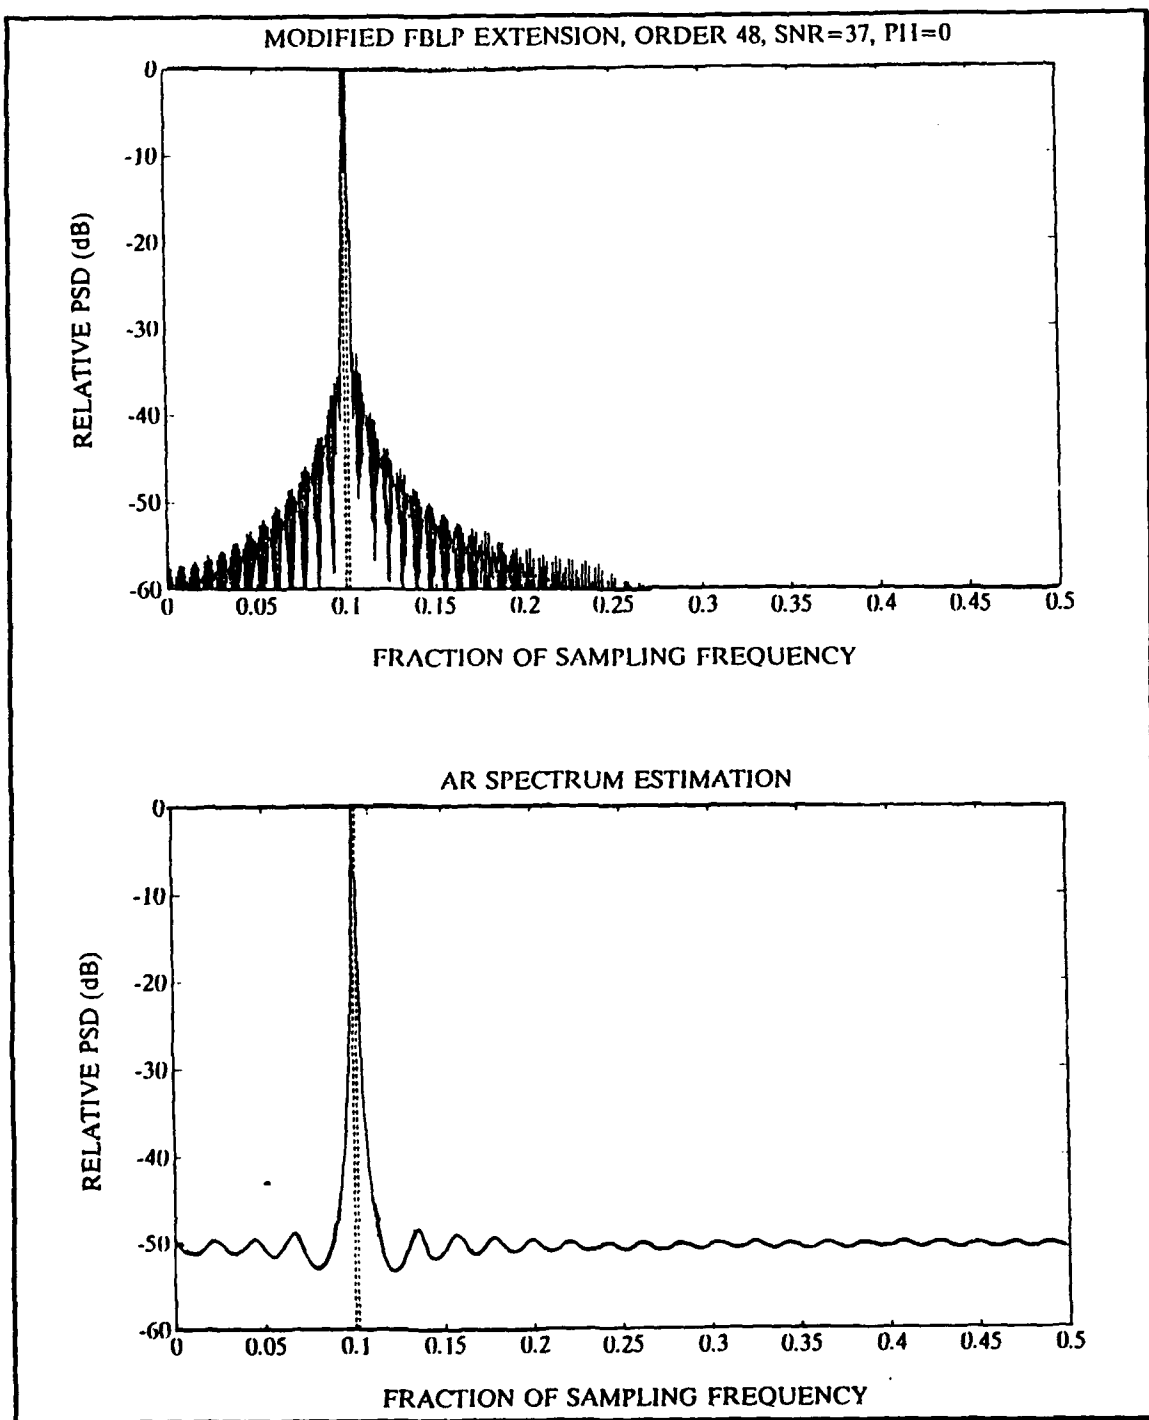 MODIFIED FBLP EXTENSION, ORDER 48, SNR=37, PII=0
0
-10
-20
-30
-40
-50
-60
RELATIVE PSD (dB)
0 0.05 0.1 0.15 0.2 0.25 0.3 0.35 0.4 0.45 0.5
FRACTION OF SAMPLING FREQUENCY
AR SPECTRUM ESTIMATION
0
-10
-20
-30
-40
-50
-60
RELATIVE PSD (dB)
0 0.05 0.1 0.15 0.2 0.25 0.3 0.35 0.4 0.45 0.5
FRACTION OF SAMPLING FREQUENCY